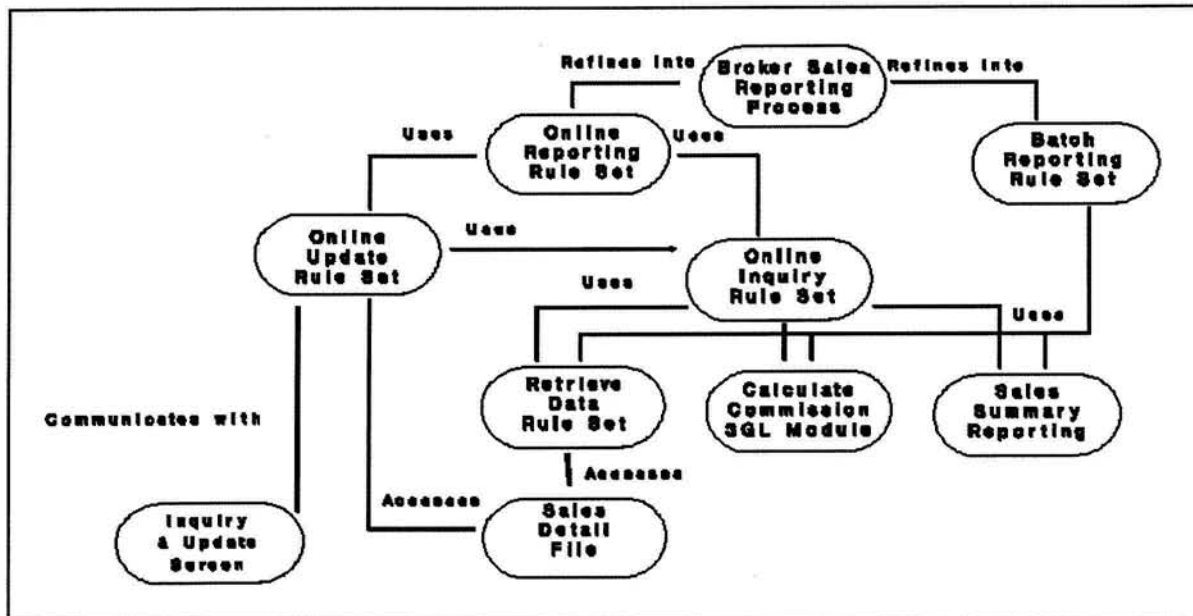 Refines Into
Broker Sales
Reporting
Process
Refines Into
Uses
Online
Reporting
Rule Set
Uses
Batch
Reporting
Rule Set
Online
Update
Rule Set
Uses
Online
Inquiry
Rule Set
Uses
Uses
Retrieve
Data
Rule Set
Calculate
Commission
3GL Module
Sales
Summary
Reporting
Communicates with
Accesses
Accesses
Sales
Detail
File
Inquiry
& Update
Screen